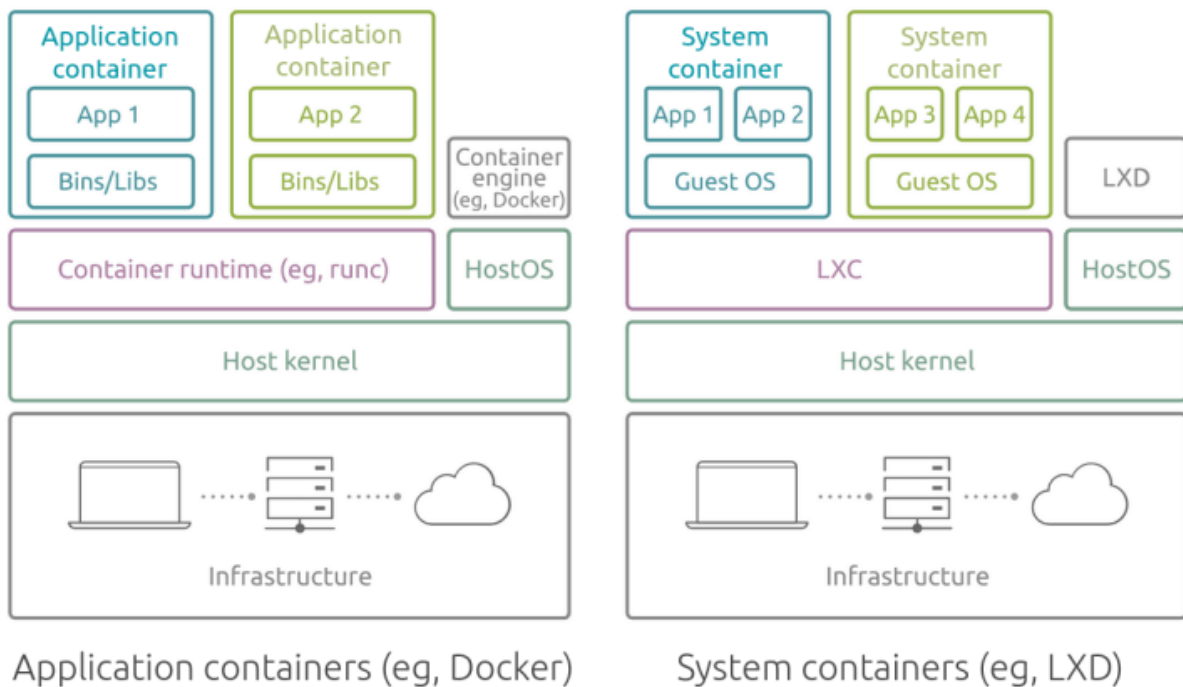 Application
container
App 1
Bins/Libs
Application
container
App 2
Bins/Libs
Container
engine
(eg, Docker)
Container runtime (eg, runc)
HostOS
Host kernel
Infrastructure
Application containers (eg, Docker)
System
container
App 1
App 2
Guest OS
System
container
App 3
App 4
Guest OS
LXD
LXC
HostOS
Host kernel
Infrastructure
System containers (eg, LXD)